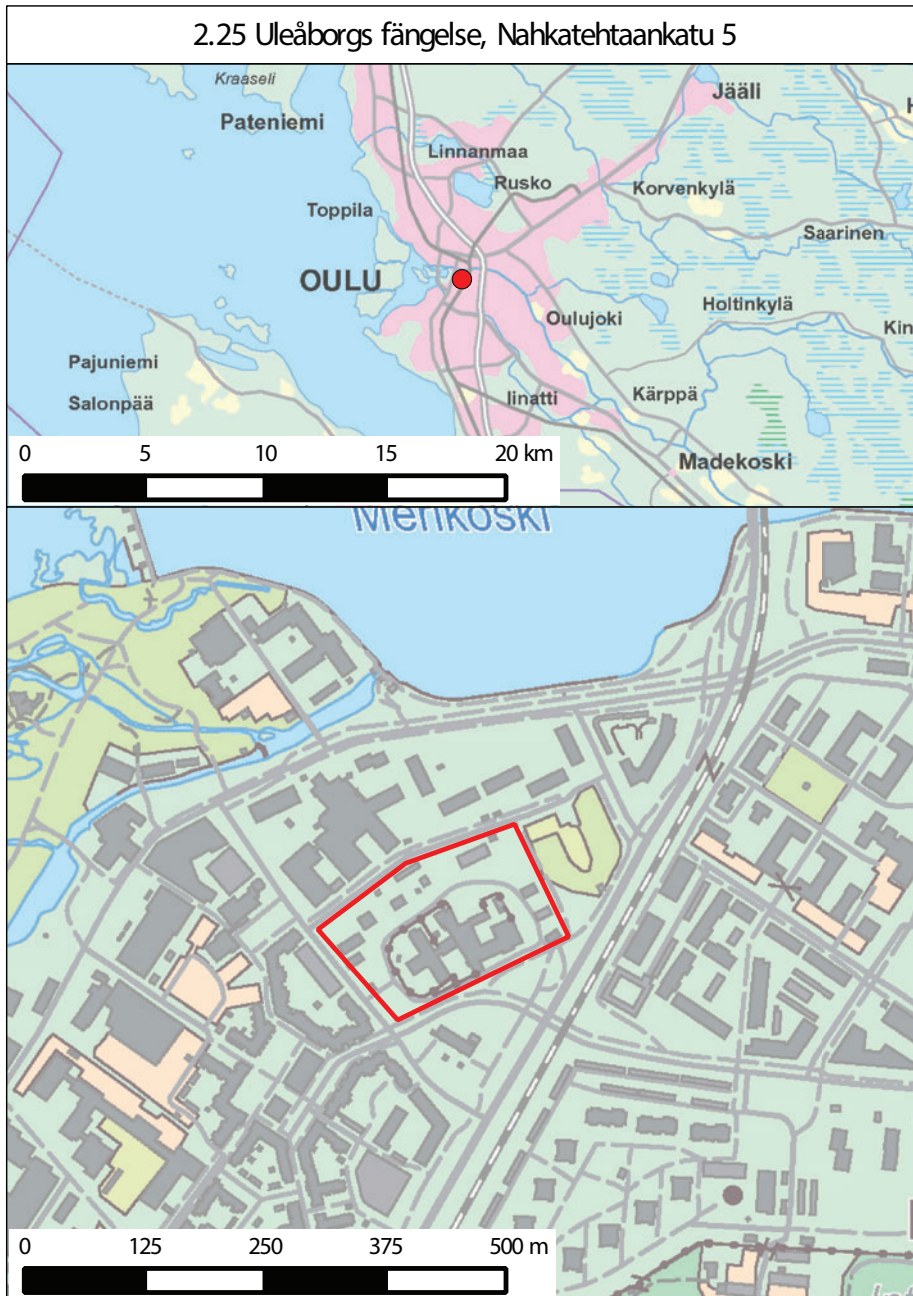 2.25 Uleåborgs fängelse, Nahkatehtaankatu 5
Kraaseli
Pateniemi
Jääli
Linnanmaa
Rusko
Korvenkylä
Toppila
Saarinen
OULU
Holtinkylä
Oulujoki
Kin
Pajuniemi
Salonpää
Iinatti
Kärppä
Madekoski
0 5 10 15 20 km
Merikoski
0 125 250 375 500 m